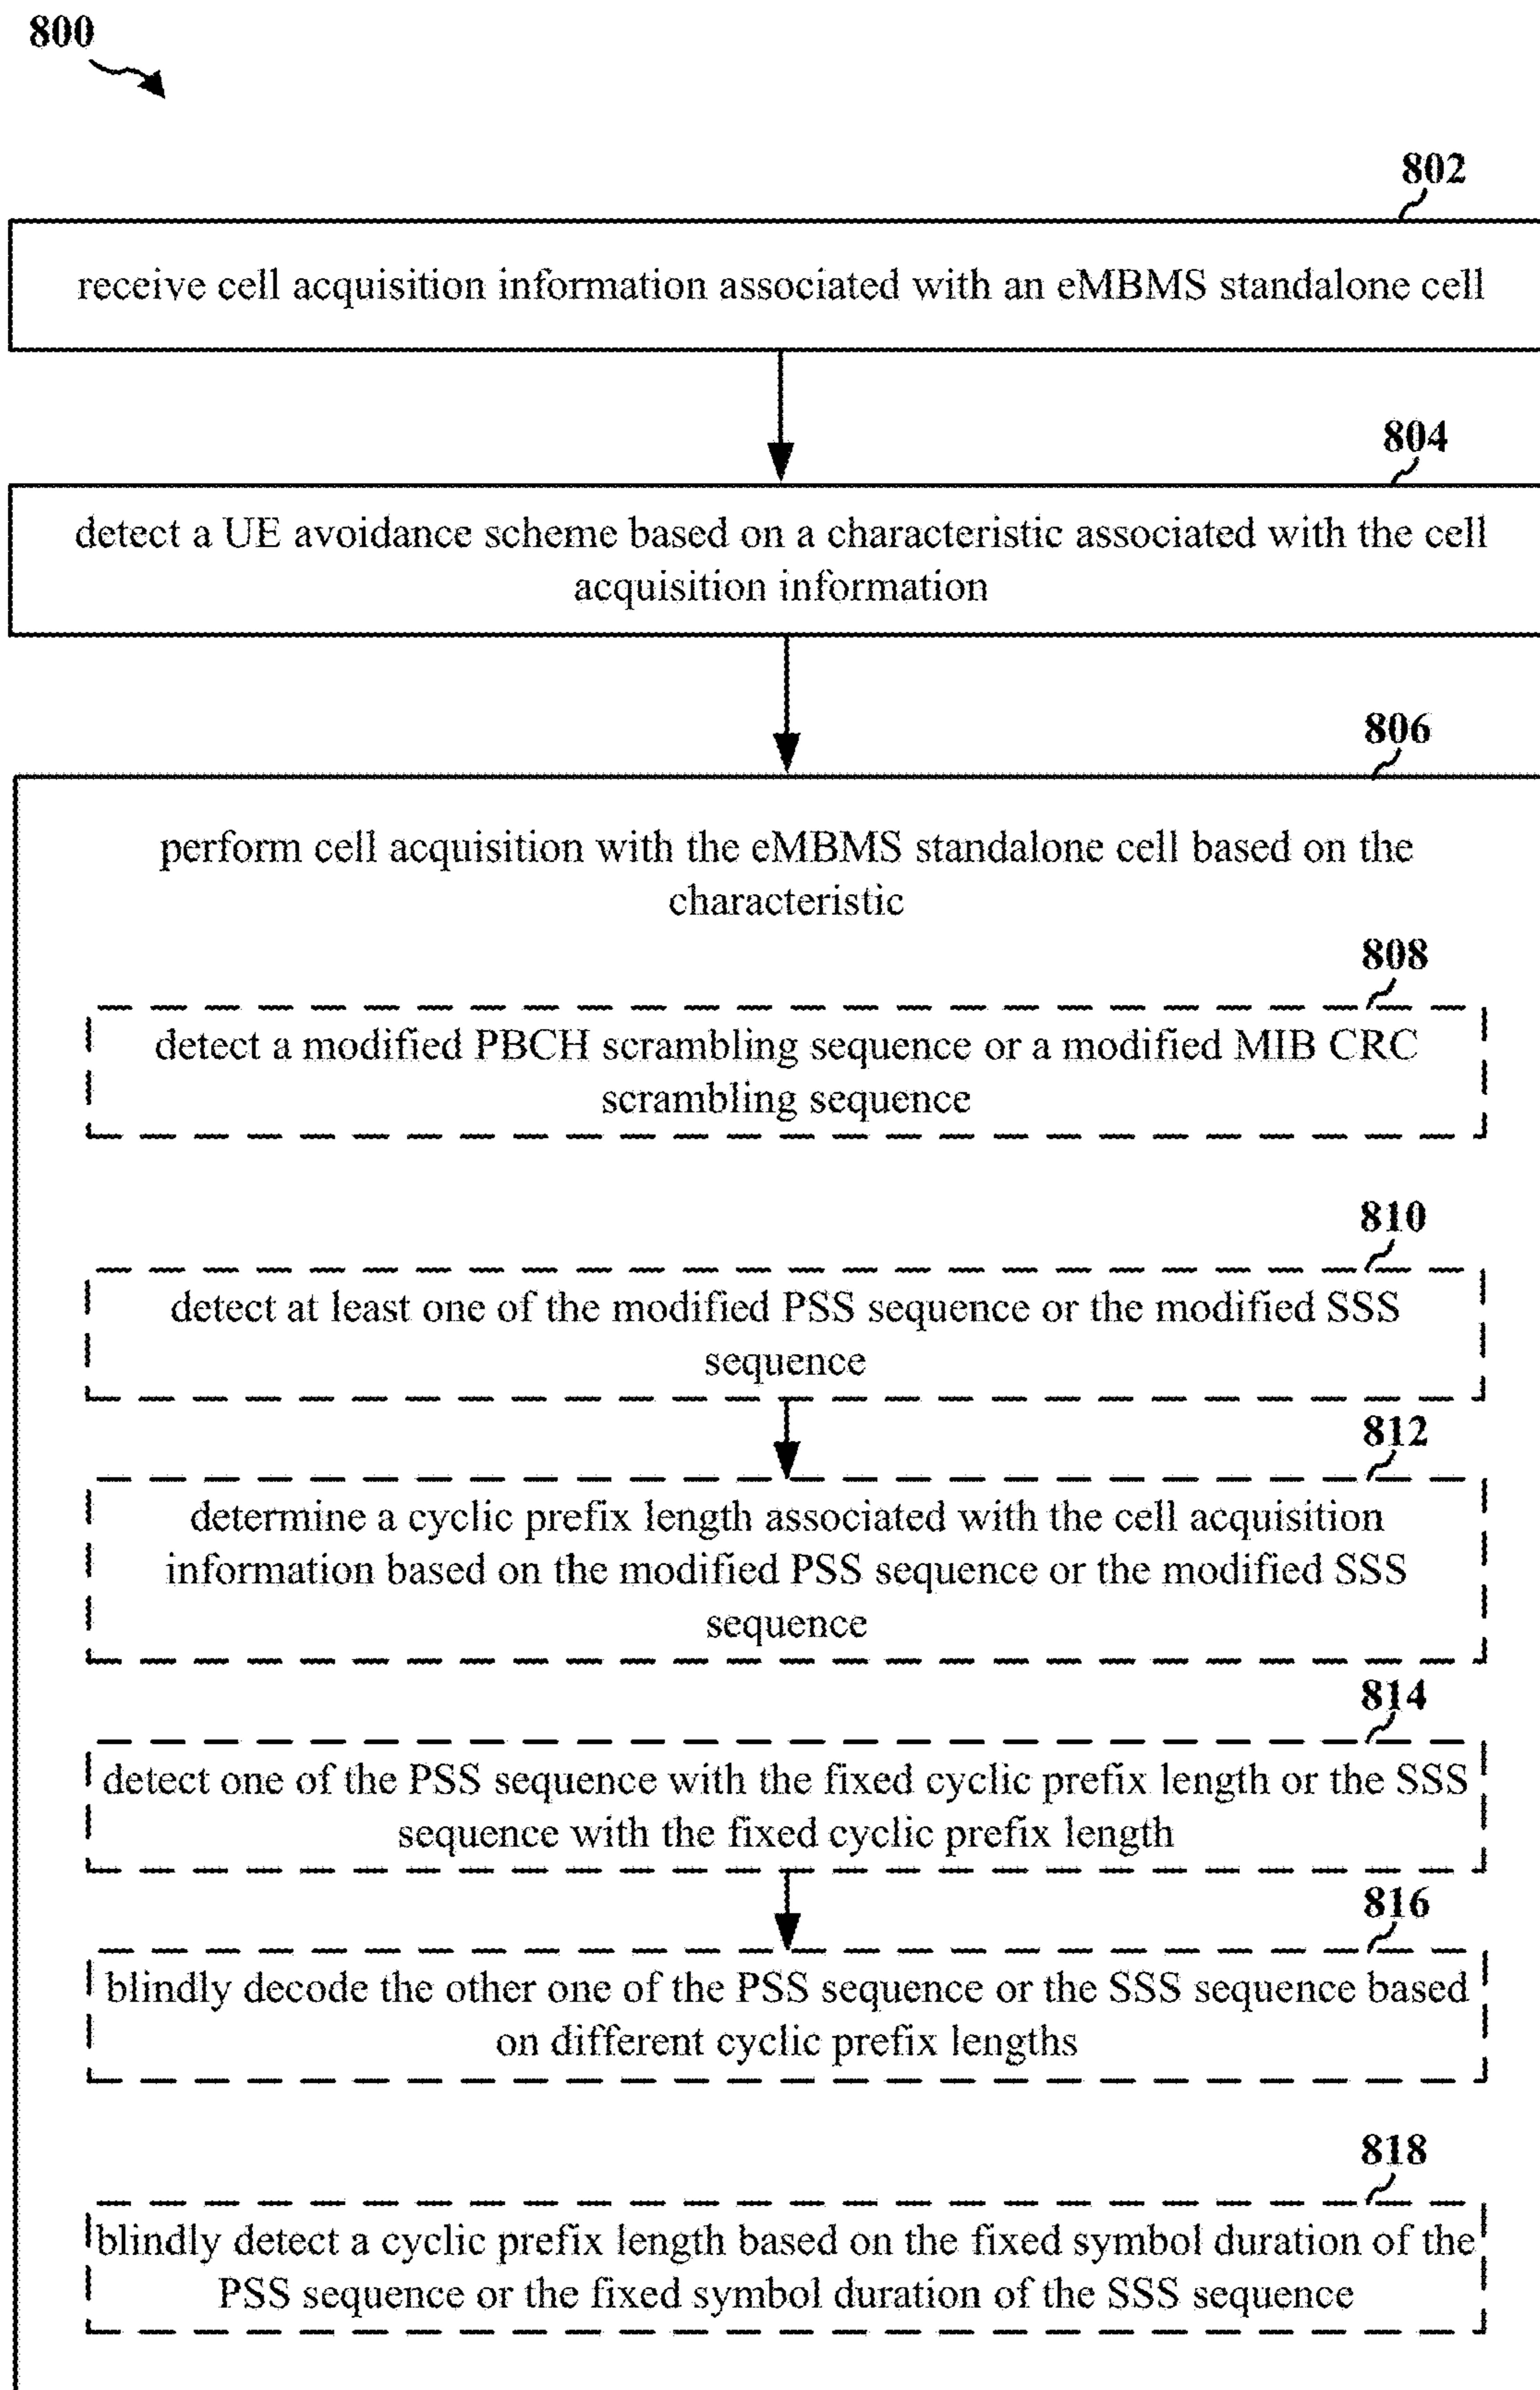 800
802
receive cell acquisition information associated with an eMBMS standalone cell
804
detect a UE avoidance scheme based on a characteristic associated with the cell
acquisition information
806
perform cell acquisition with the eMBMS standalone cell based on the
characteristic
808
detect a modified PBCH scrambling sequence or a modified MIB CRC
scrambling sequence
810
detect at least one of the modified PSS sequence or the modified SSS
sequence
812
determine a cyclic prefix length associated with the cell acquisition
information based on the modified PSS sequence or the modified SSS
sequence
814
detect one of the PSS sequence with the fixed cyclic prefix length or the SSS
sequence with the fixed cyclic prefix length
816
blindly decode the other one of the PSS sequence or the SSS sequence based
on different cyclic prefix lengths
818
blindly detect a cyclic prefix length based on the fixed symbol duration of the
PSS sequence or the fixed symbol duration of the SSS sequence